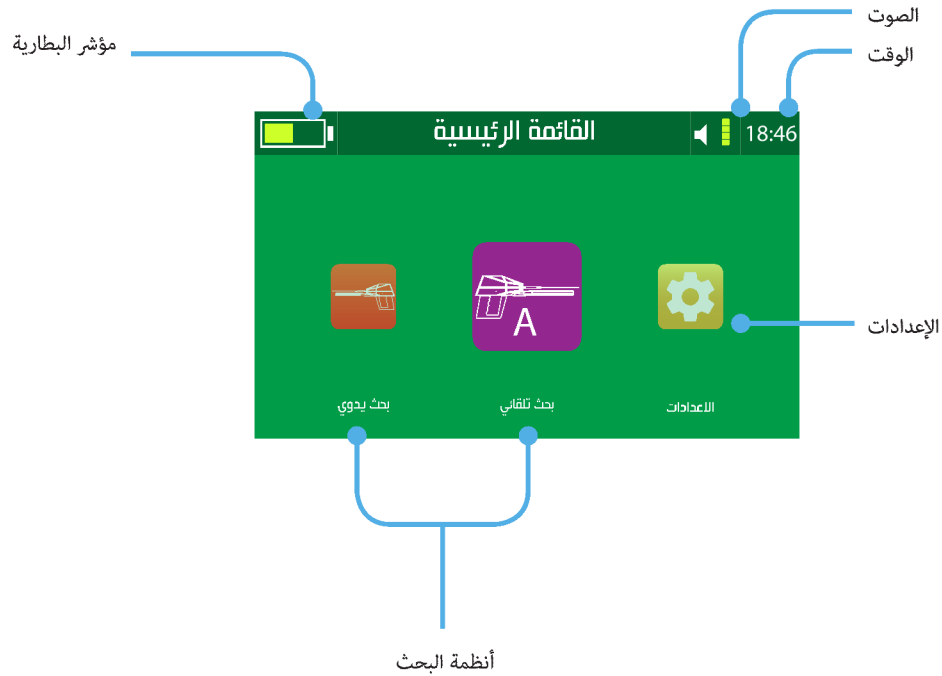 الصوت
الوقت
مؤشر البطارية
القائمة الرئيسية
18:46
A
الإعدادات
بحث يدوي
بحث تلقائي
الاعدادات
أنظمة البحث